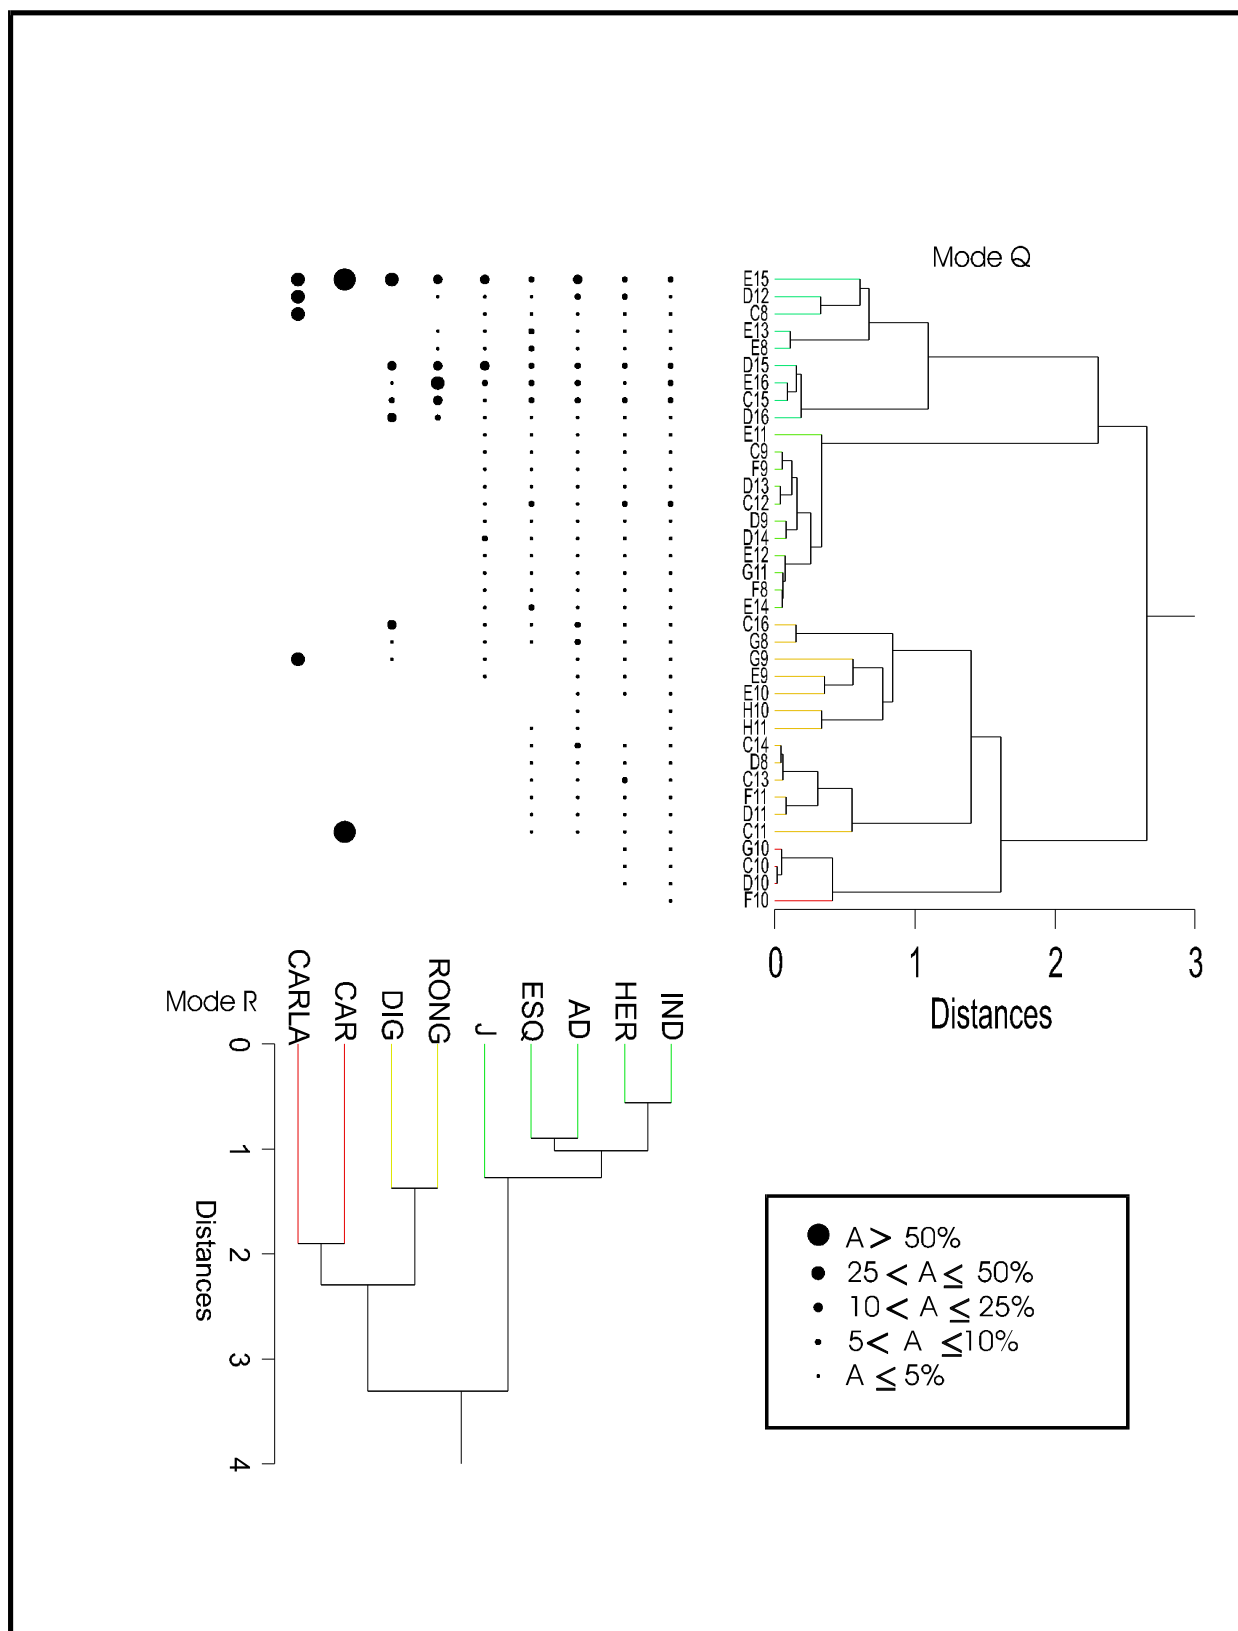 Mode Q
E15
D12
C8
E13
E8
D15
E16
C15
D16
E11
C9
F9
D13
C12
D9
D14
E12
G11
F8
E14
C16
G8
G9
E9
E10
H10
H11
C14
D8
C13
F11
D11
C11
G10
C10
D10
F10
0 1 2 3
Distances
CARLA CAR DIG RONG J ESQ AD HER IND
Mode R
0
1
2
3
4
Distances
A > 50%
25 < A ≤ 50%
10 < A ≤ 25%
5 < A ≤10%
A ≤ 5%